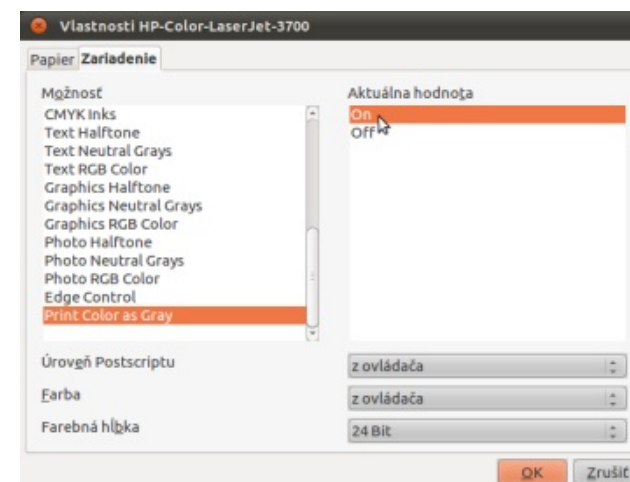 Vlastnosti HP-Color-LaserJet-3700
Papier Zariadenie
Možnosť
CMYK Inks
Text Halftone
Text Neutral Grays
Text RGB Color
Graphics Halftone
Graphics Neutral Grays
Graphics RGB Color
Photo Halftone
Photo Neutral Grays
Photo RGB Color
Edge Control
Print Color as Gray
Aktuálna hodnota
On
Off
Úroveň Postscriptu z ovládača
Farba z ovládača
Farebná hĺbka 24 Bit
OK Zrušiť